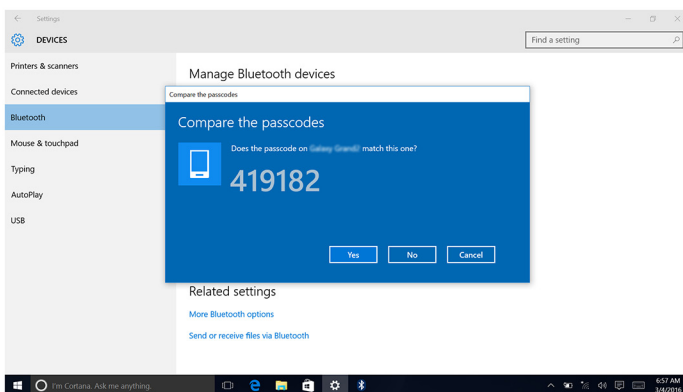 Settings
DEVICES
Find a setting
Printers & scanners
Connected devices
Bluetooth
Mouse & touchpad
Typing
AutoPlay
USB
Manage Bluetooth devices
Compare the passcodes
Compare the passcodes
Does the passcode on Galaxy Grand2 match this one?
419182
Yes
No
Cancel
Related settings
More Bluetooth options
Send or receive files via Bluetooth
I'm Cortana. Ask me anything.
6:57 AM
3/4/2016